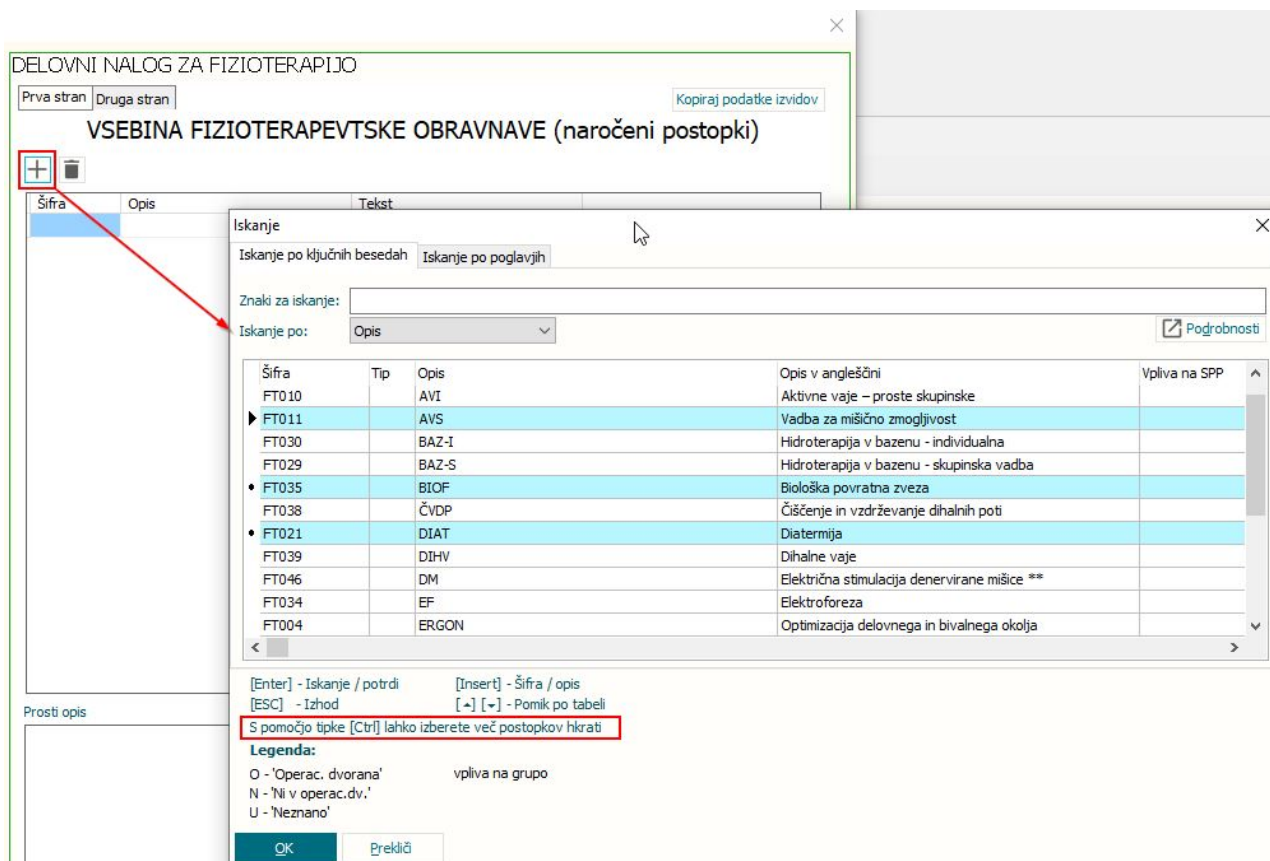 DELOVNI NALOG ZA FIZIOTERAPIJO
Prva stran Druga stran Kopiraj podatke izvidov
VSEBINA FIZIOTERAPEVTSKE OBRAVNAVE (naročeni postopki)
Šifra Opis Tekst
Iskanje
Iskanje po ključnih besedah Iskanje po poglavjih
Znaki za iskanje:
Iskanje po: Opis Podrobnosti
Šifra Tip Opis Opis v angleščini Vpliva na SPP
FT010 AVI Aktivne vaje – proste skupinske
FT011 AVS Vadba za mišično zmogljivost
FT030 BAZ-I Hidroterapija v bazenu - individualna
FT029 BAZ-S Hidroterapija v bazenu - skupinska vadba
FT035 BIOF Biološka povratna zveza
FT038 ČVDP Čiščenje in vzdrževanje dihalnih poti
FT021 DIAT Diatermija
FT039 DIHV Dihalne vaje
FT046 DM Električna stimulacija denervirane mišice **
FT034 EF Elektroforeza
FT004 ERGON Optimizacija delovnega in bivalnega okolja
[Enter] - Iskanje / potrdi [Insert] - Šifra / opis
[ESC] - Izhod [▲] [▼] - Pomik po tabeli
Prosti opis
S pomočjo tipke [Ctrl] lahko izberete več postopkov hkrati
Legenda:
O - 'Operac. dvorana' vpliva na grupo
N - 'Ni v operac.dv.'
U - 'Neznano'
OK Prekliči